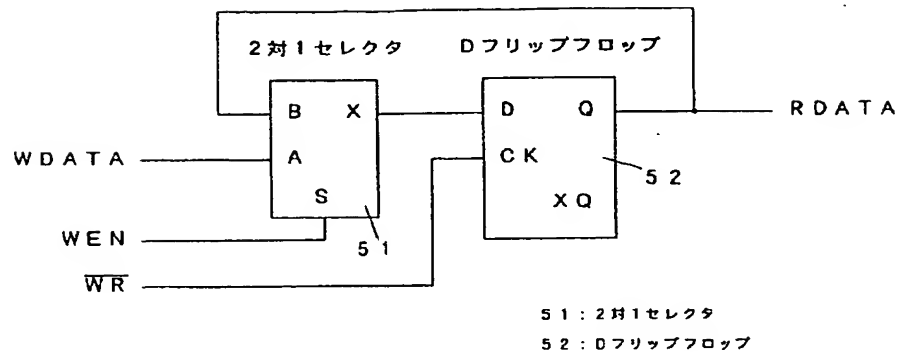 2対1セレクタ Dフリップフロップ
B X D Q RDATA
WDATA A CK 52
S XQ
WEN 51
W̅R̅
51:2対1セレクタ
52:Dフリップフロップ